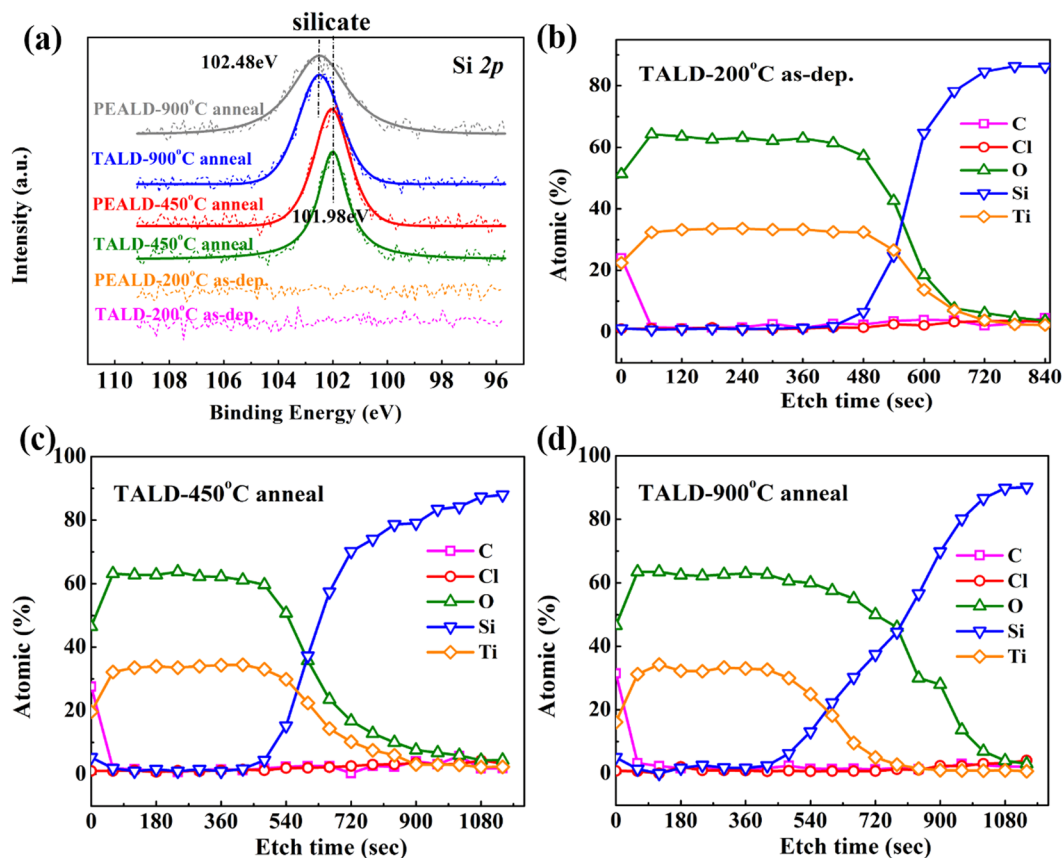 (a)
silicate
102.48eV
Si 2p
PEALD-900°C anneal
TALD-900°C anneal
PEALD-450°C anneal
101.98eV
TALD-450°C anneal
PEALD-200°C as-dep.
TALD-200°C as-dep.
Intensity (a.u.)
110 108 106 104 102 100 98 96
Binding Energy (eV)
(b)
TALD-200°C as-dep.
C
Cl
O
Si
Ti
Atomic (%)
100
80
60
40
20
0
0 120 240 360 480 600 720 840
Etch time (sec)
(c)
TALD-450°C anneal
C
Cl
O
Si
Ti
Atomic (%)
100
80
60
40
20
0
0 180 360 540 720 900 1080
Etch time (sec)
(d)
TALD-900°C anneal
C
Cl
O
Si
Ti
Atomic (%)
100
80
60
40
20
0
0 180 360 540 720 900 1080
Etch time (sec)